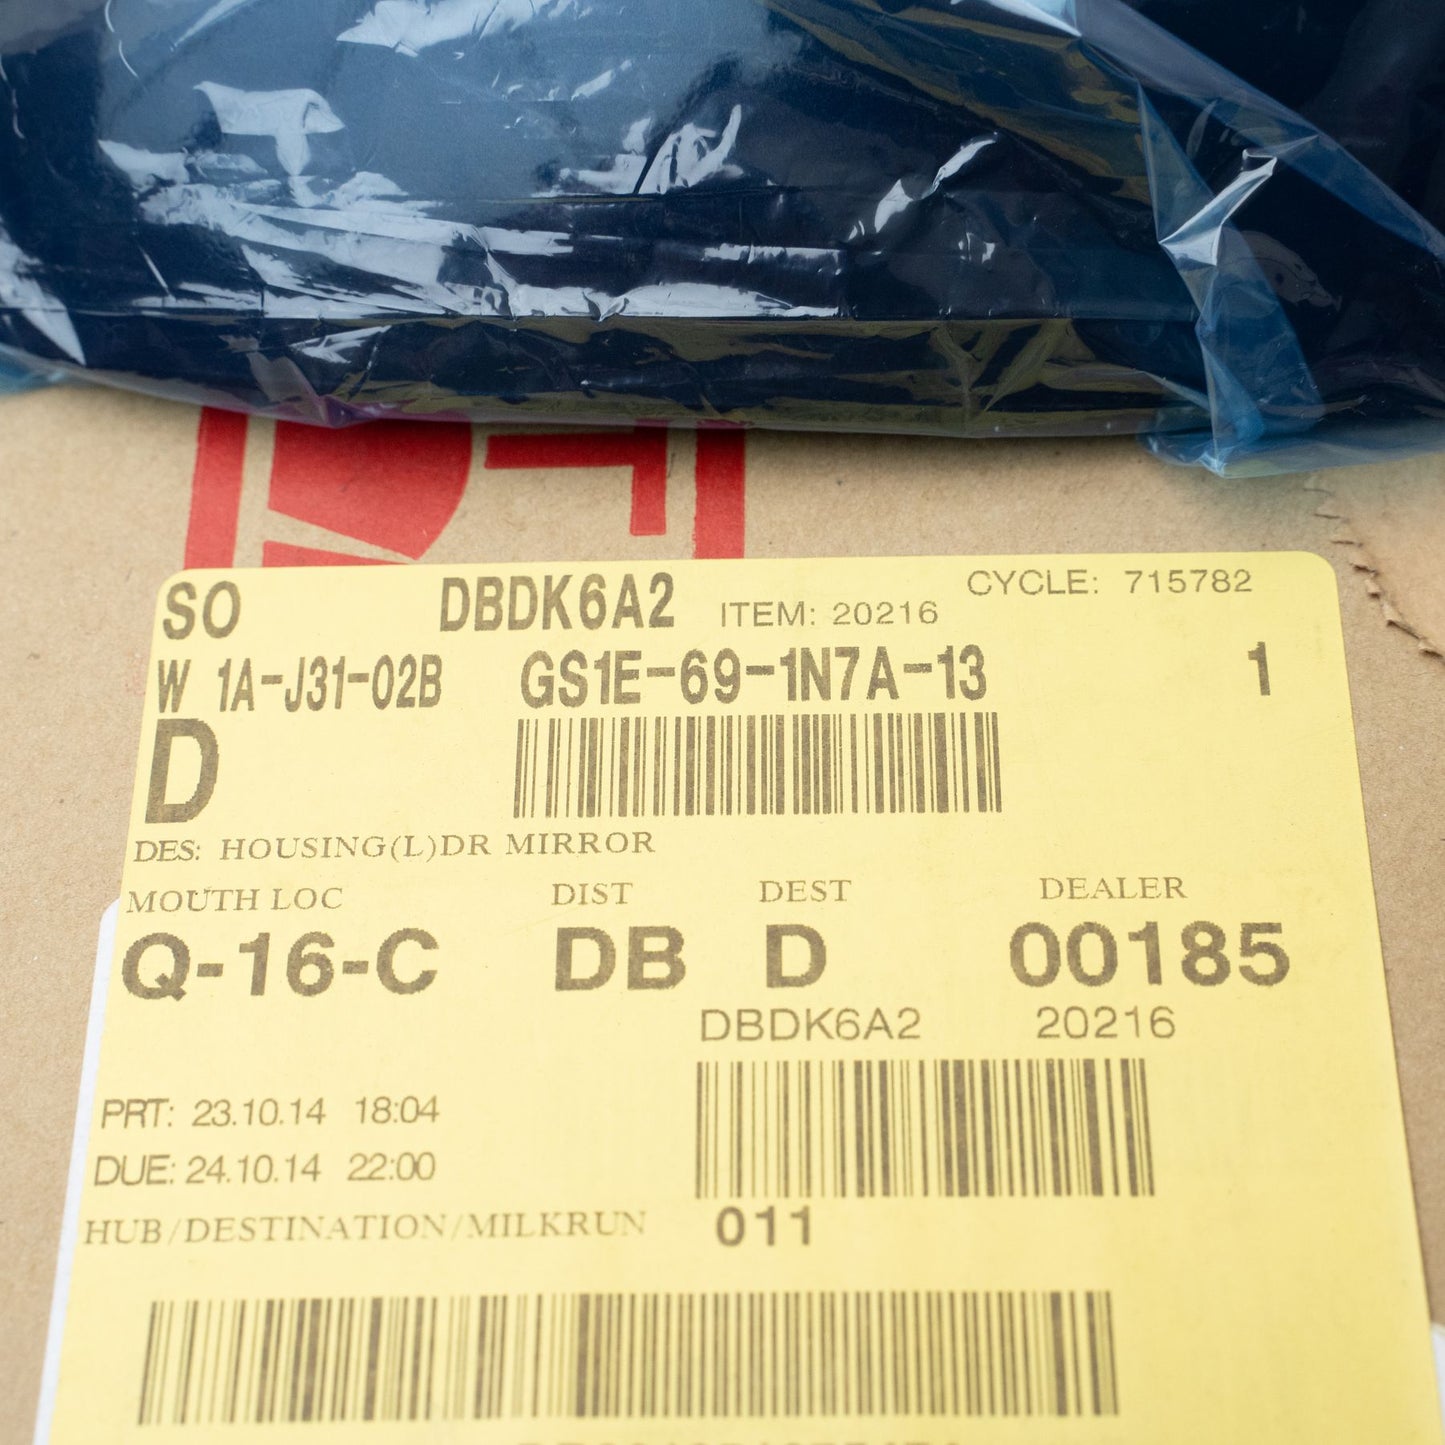 SO DBDK6A2 ITEM: 20216 CYCLE: 715782
W 1A-J31-02B GS1E-69-1N7A-13 1
D
DES: HOUSING(L)DR MIRROR
MOUTH LOC DIST DEST DEALER
Q-16-C DB D 00185
DBDK6A2 20216
PRT: 23.10.14 18:04
DUE: 24.10.14 22:00
HUB/DESTINATION/MILKRUN 011